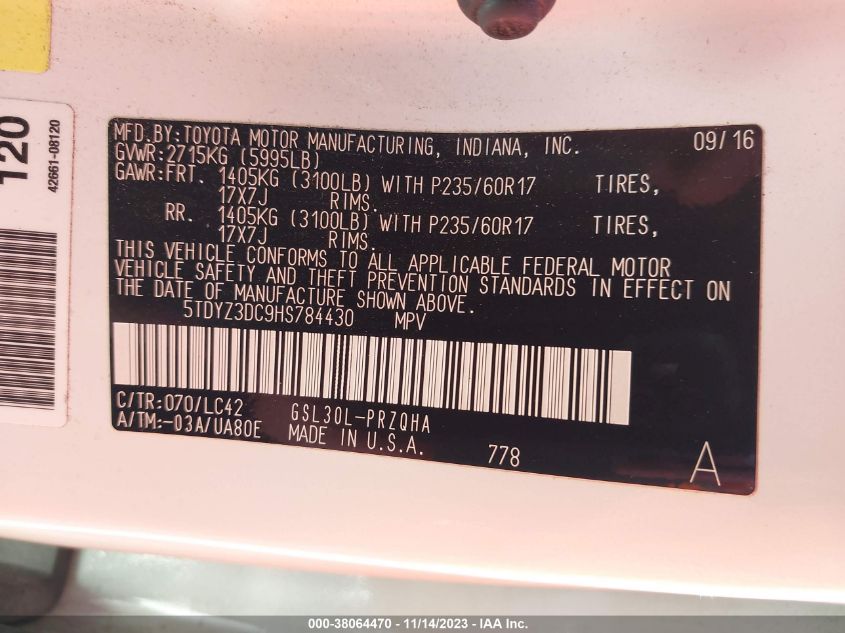 120
42661-08120
MFD.BY:TOYOTA MOTOR MANUFACTURING, INDIANA, INC. 09/16
GVWR:2715KG (5995LB)
GAWR:FRT. 1405KG (3100LB) WITH P235/60R17 TIRES,
17X7J RIMS.
RR. 1405KG (3100LB) WITH P235/60R17 TIRES,
17X7J RIMS.
THIS VEHICLE CONFORMS TO ALL APPLICABLE FEDERAL MOTOR
VEHICLE SAFETY AND THEFT PREVENTION STANDARDS IN EFFECT ON
THE DATE OF MANUFACTURE SHOWN ABOVE.
5TDYZ3DC9HS784430 MPV
C/TR:070/LC42 GSL30L-PRZQHA
A/TM:-03A/UA80E MADE IN U.S.A. 778 A
000-38064470 - 11/14/2023 - IAA Inc.